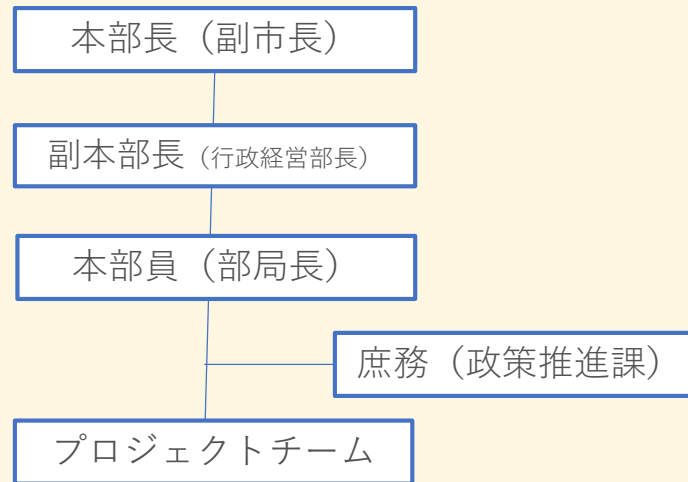 本部長（副市長）
副本部長（行政経営部長）
本部員（部局長）
庶務（政策推進課）
プロジェクトチーム